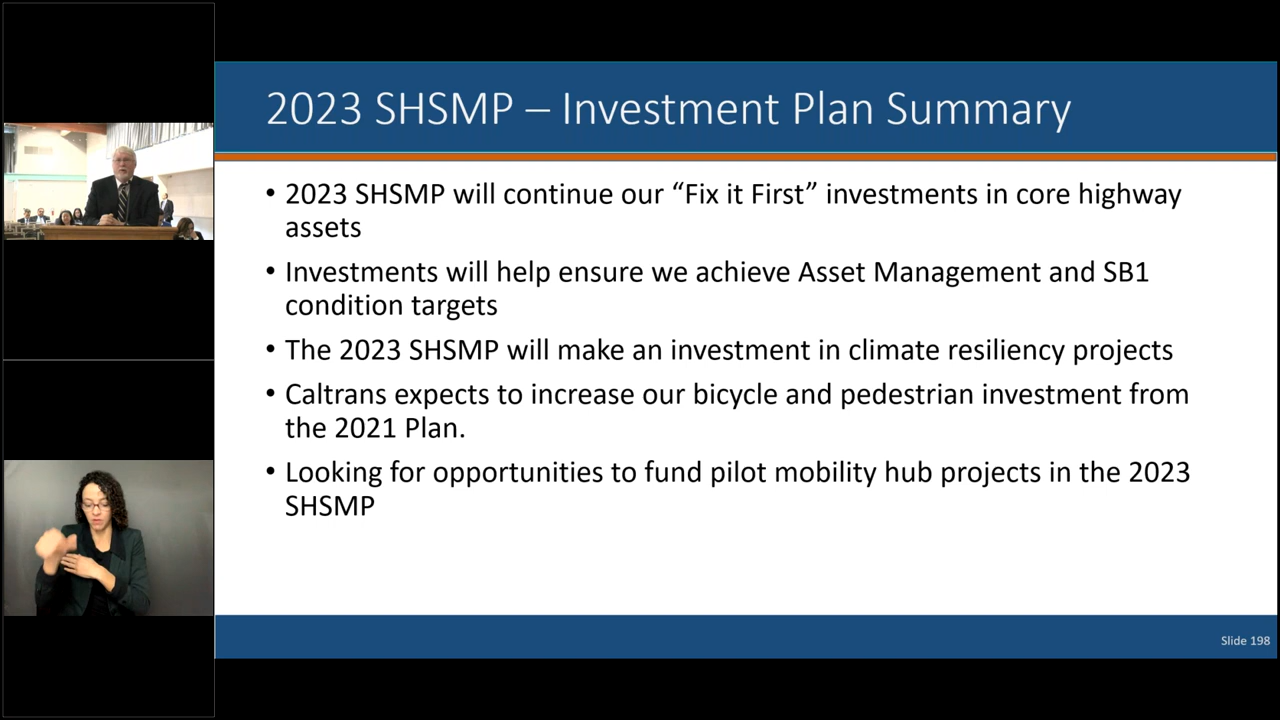 2023 SHSMP – Investment Plan Summary
• 2023 SHSMP will continue our “Fix it First” investments in core highway
assets
• Investments will help ensure we achieve Asset Management and SB1
condition targets
• The 2023 SHSMP will make an investment in climate resiliency projects
• Caltrans expects to increase our bicycle and pedestrian investment from
the 2021 Plan.
• Looking for opportunities to fund pilot mobility hub projects in the 2023
SHSMP
Slide 198